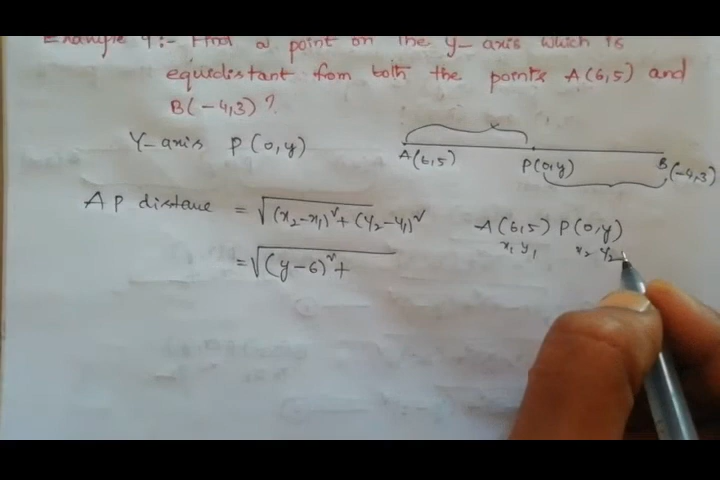 Example 4:- Find a point on the y-axis which is
equidistant from both the points A(6,5) and
B(-4,3)?
Y-axis P(0,y)
A(6,5) P(0,y) B(-4,3)
AP distance = √(x₂-x₁)²+(y₂-y₁)²
A(6,5) P(0,y)
x₁ y₁ x₂ y₂
= √(y-6)²+